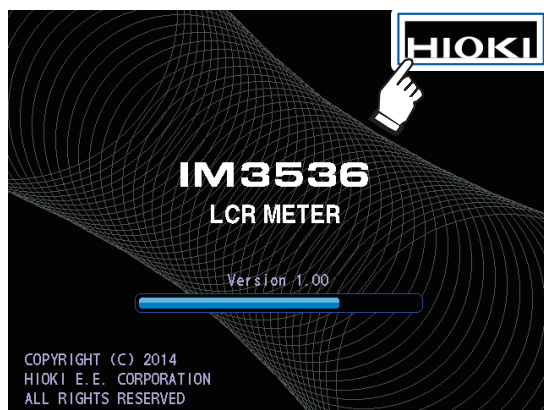 HIOKI
IM3536
LCR METER
Version 1.00
COPYRIGHT (C) 2014
HIOKI E.E. CORPORATION
ALL RIGHTS RESERVED